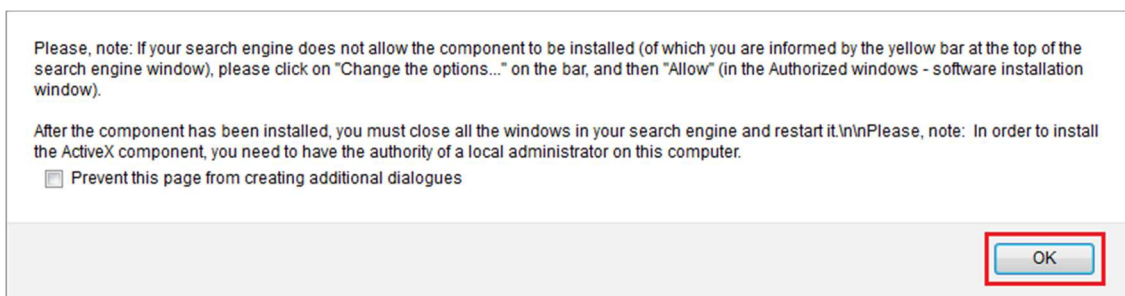 Please, note: If your search engine does not allow the component to be installed (of which you are informed by the yellow bar at the top of the
search engine window), please click on "Change the options..." on the bar, and then "Allow" (in the Authorized windows - software installation
window).
After the component has been installed, you must close all the windows in your search engine and restart it.\n\nPlease, note:  In order to install
the ActiveX component, you need to have the authority of a local administrator on this computer.
Prevent this page from creating additional dialogues
OK